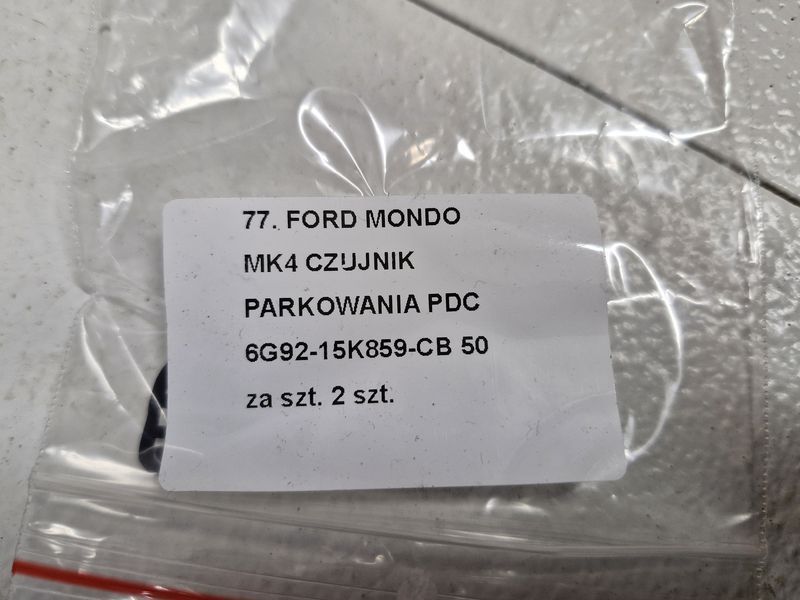 77. FORD MONDO
MK4 CZUJNIK
PARKOWANIA PDC
6G92-15K859-CB 50
za szt. 2 szt.